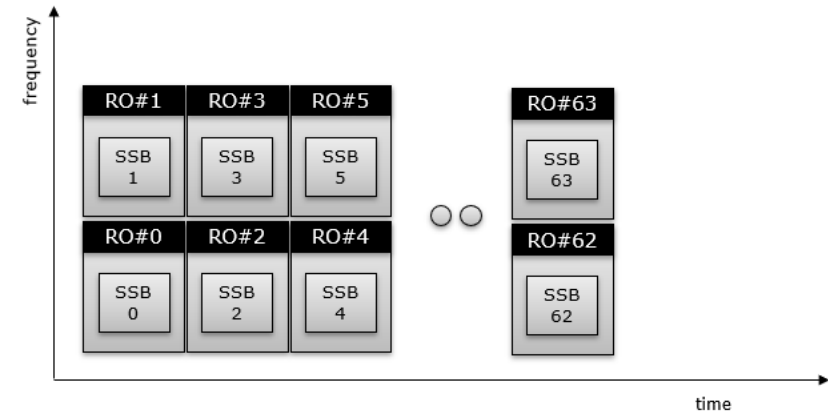 frequency
RO#1 RO#3 RO#5 RO#63
SSB SSB SSB SSB
1 3 5 63
RO#0 RO#2 RO#4 RO#62
SSB SSB SSB SSB
0 2 4 62
time